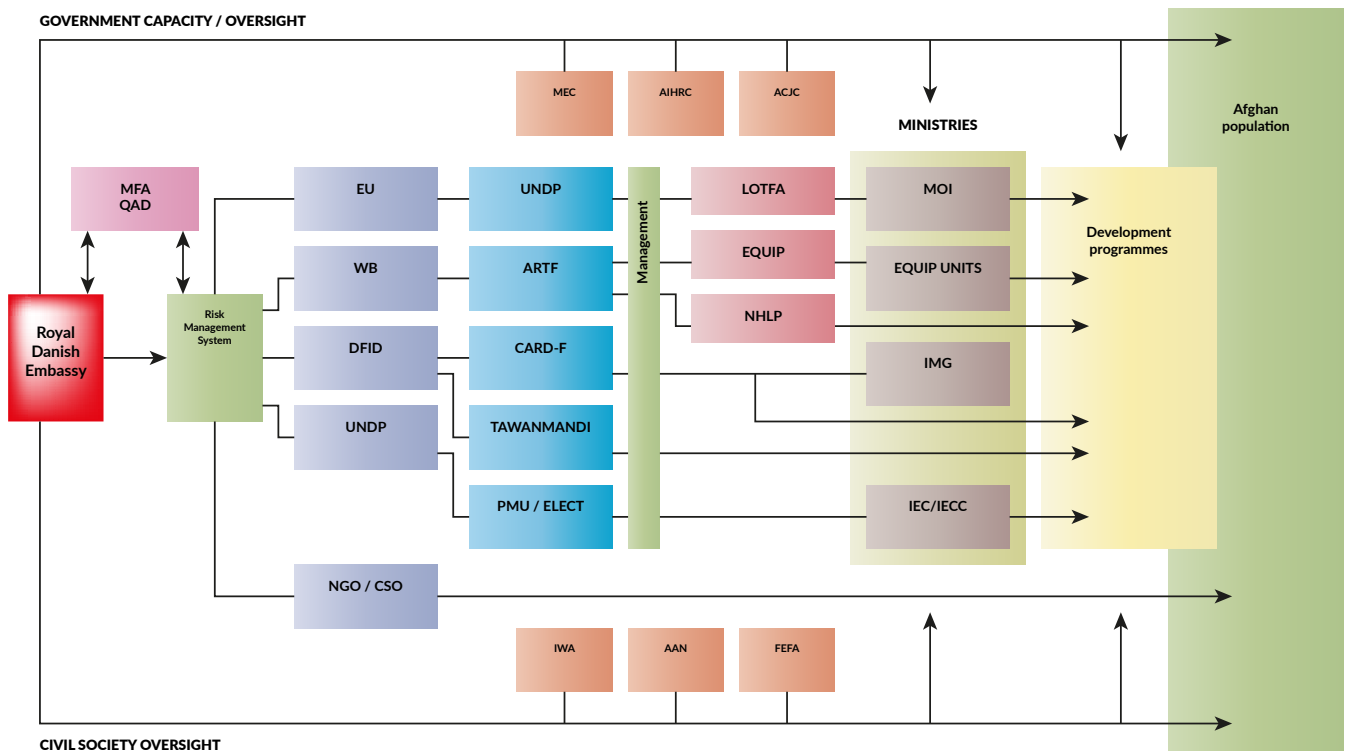 GOVERNMENT CAPACITY / OVERSIGHT
MEC
AIHRC
ACJC
MINISTRIES
Afghan
population
MFA
QAD
EU
UNDP
Management
LOTFA
MOI
Development
programmes
WB
ARTF
EQUIP
EQUIP UNITS
Royal
Danish
Embassy
Risk
Management
System
NHLP
DFID
CARD-F
IMG
UNDP
TAWANMANDI
PMU / ELECT
IEC/IECC
NGO / CSO
IWA
AAN
FEFA
CIVIL SOCIETY OVERSIGHT